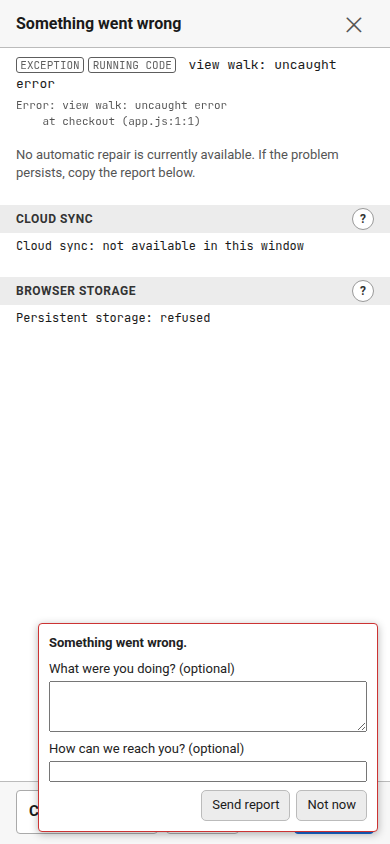 Something went wrong
EXCEPTION RUNNING CODE view walk: uncaught
error
Error: view walk: uncaught error
at checkout (app.js:1:1)
No automatic repair is currently available. If the problem
persists, copy the report below.
CLOUD SYNC ?
Cloud sync: not available in this window
BROWSER STORAGE ?
Persistent storage: refused
Something went wrong.
What were you doing? (optional)
How can we reach you? (optional)
Send report Not now